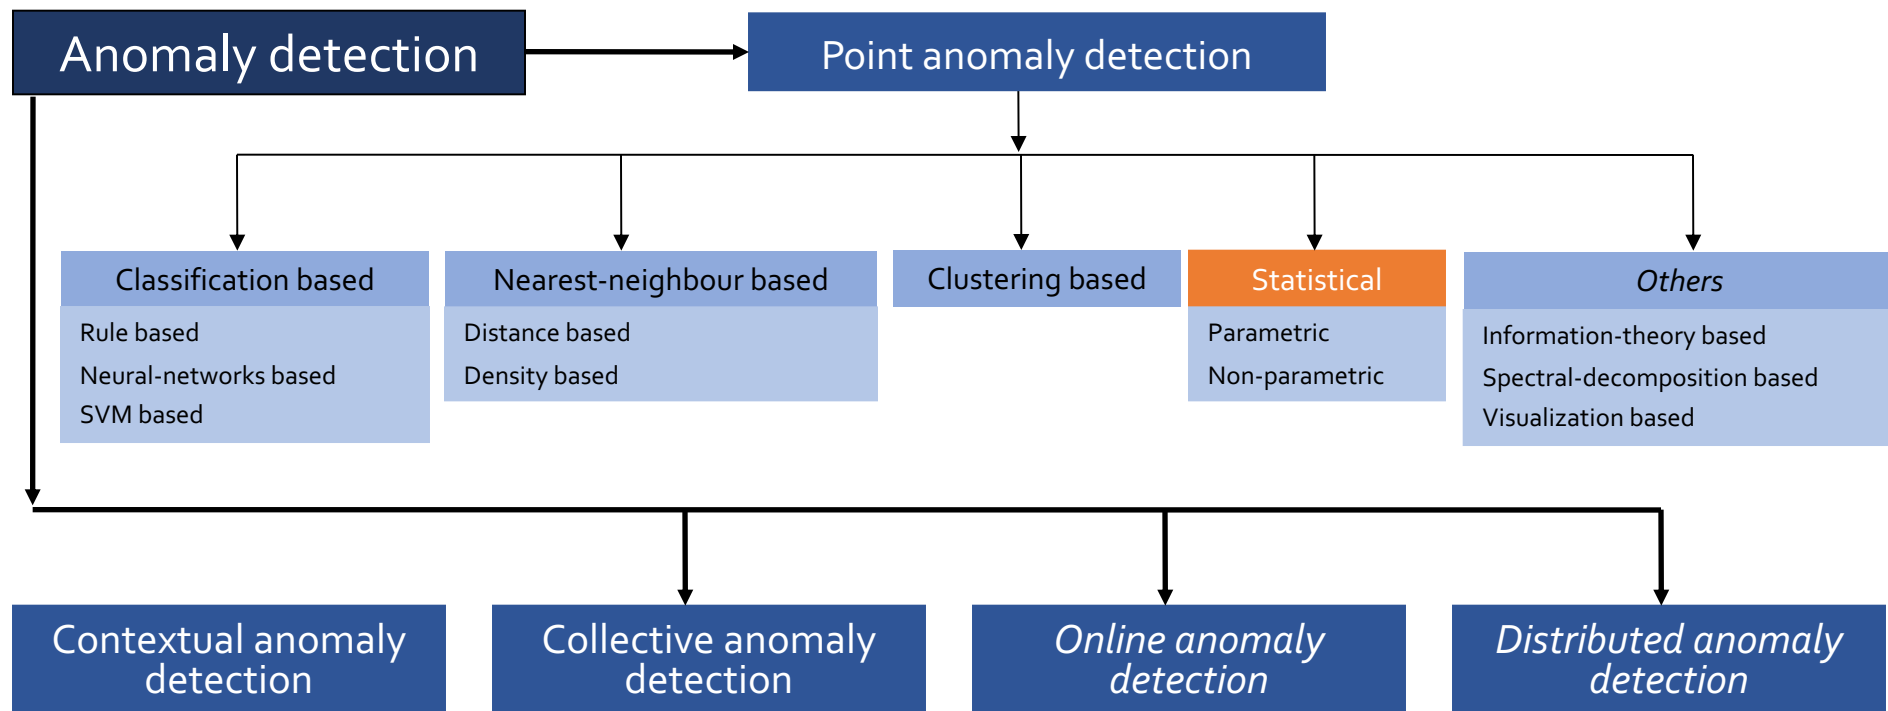 Anomaly detection
Point anomaly detection
Classification based
Rule based
Neural-networks based
SVM based
Nearest-neighbour based
Distance based
Density based
Clustering based
Statistical
Parametric
Non-parametric
Others
Information-theory based
Spectral-decomposition based
Visualization based
Contextual anomaly
detection
Collective anomaly
detection
Online anomaly
detection
Distributed anomaly
detection